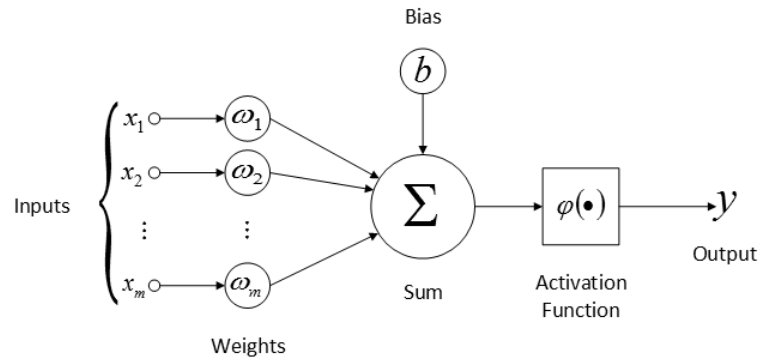 Bias
b
x₁ ω₁
x₂ ω₂
Inputs
⋮ ⋮
Σ
φ(•)
y
xₘ ωₘ
Sum
Activation
Function
Output
Weights